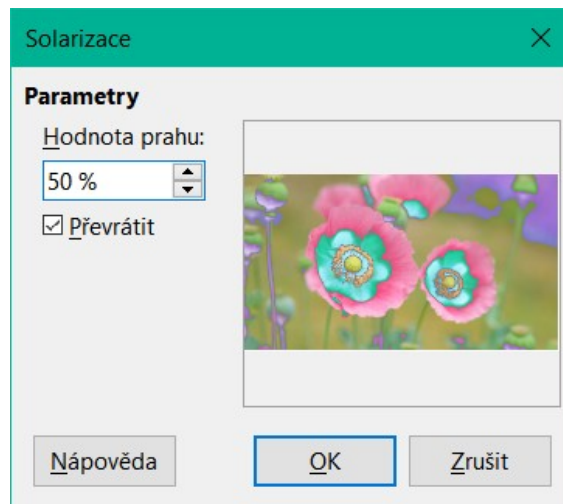 Solarizace
Parametry
Hodnota prahu:
50 %
Převrátit
Nápověda
OK
Zrušit